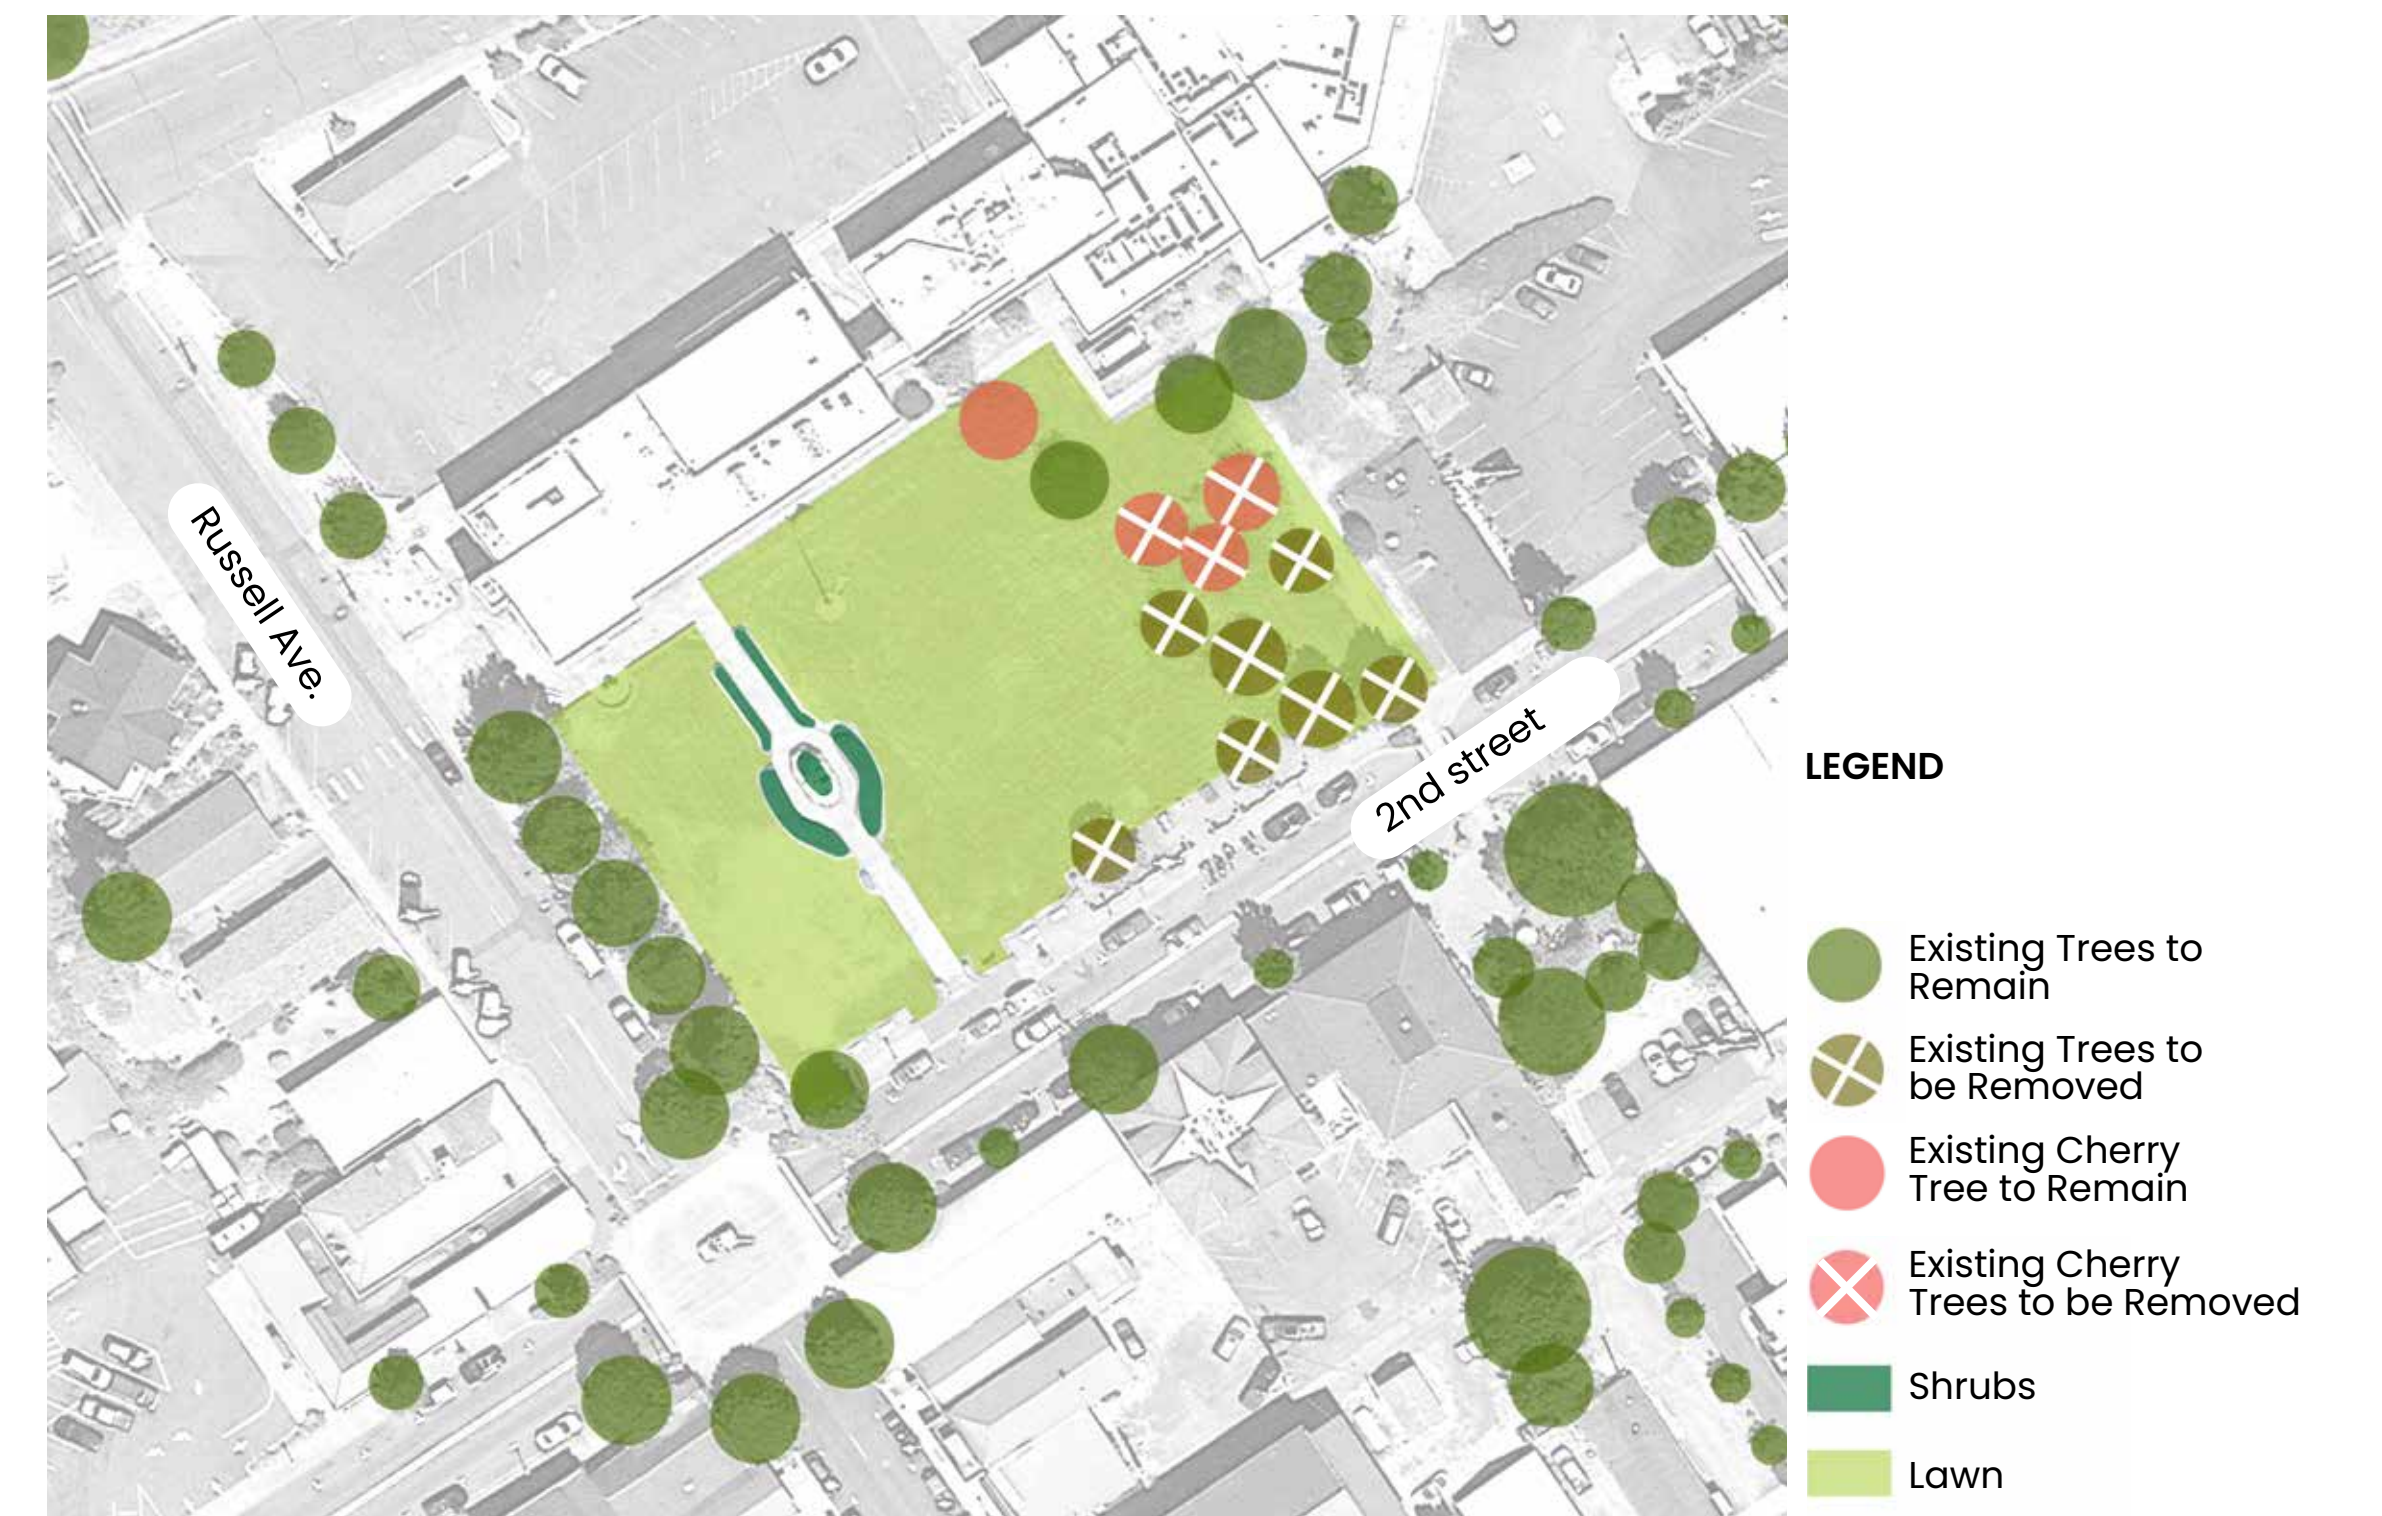 Russell Ave.
2nd street
LEGEND
Existing Trees to
Remain
Existing Trees to
be Removed
Existing Cherry
Tree to Remain
Existing Cherry
Trees to be Removed
Shrubs
Lawn